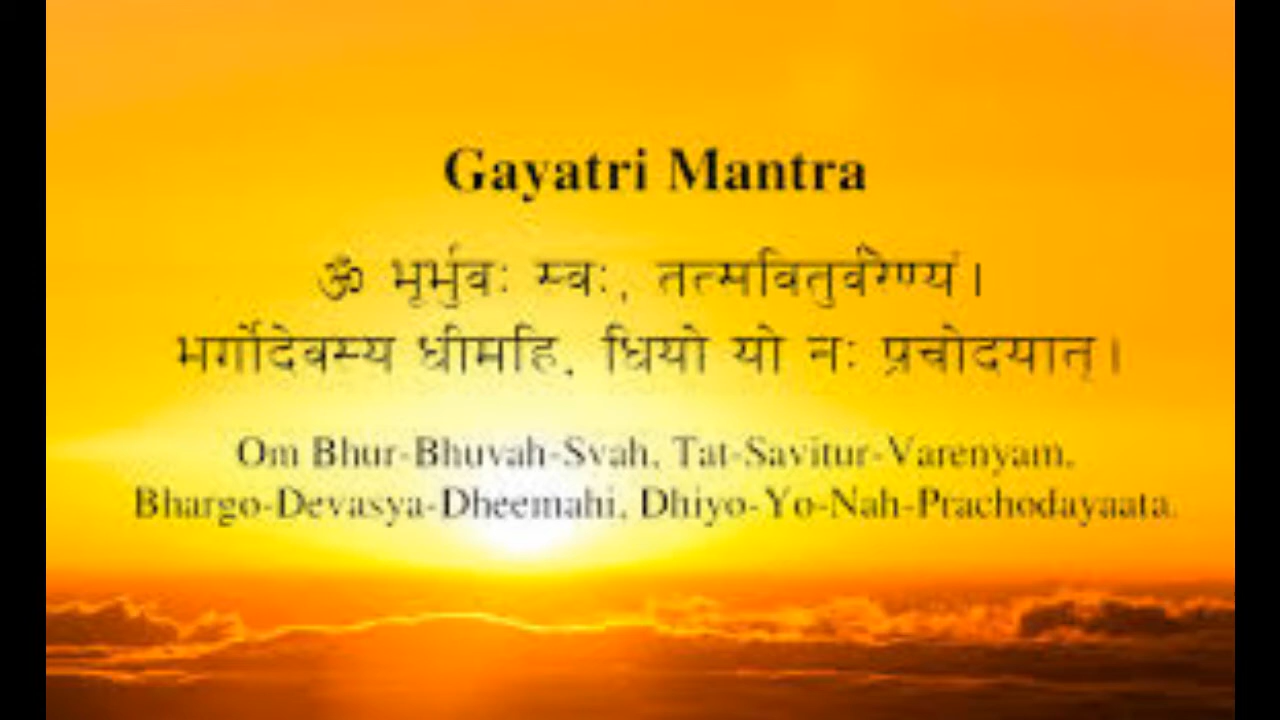 Gayatri Mantra
ॐ भूर्भुवः स्वः, तत्सवितुर्वरेण्यं।
भर्गोदेवस्य धीमहि, धियो यो नः प्रचोदयात्।
Om Bhur-Bhuvah-Svah, Tat-Savitur-Varenyam,
Bhargo-Devasya-Dheemahi, Dhiyo-Yo-Nah-Prachodayaata.